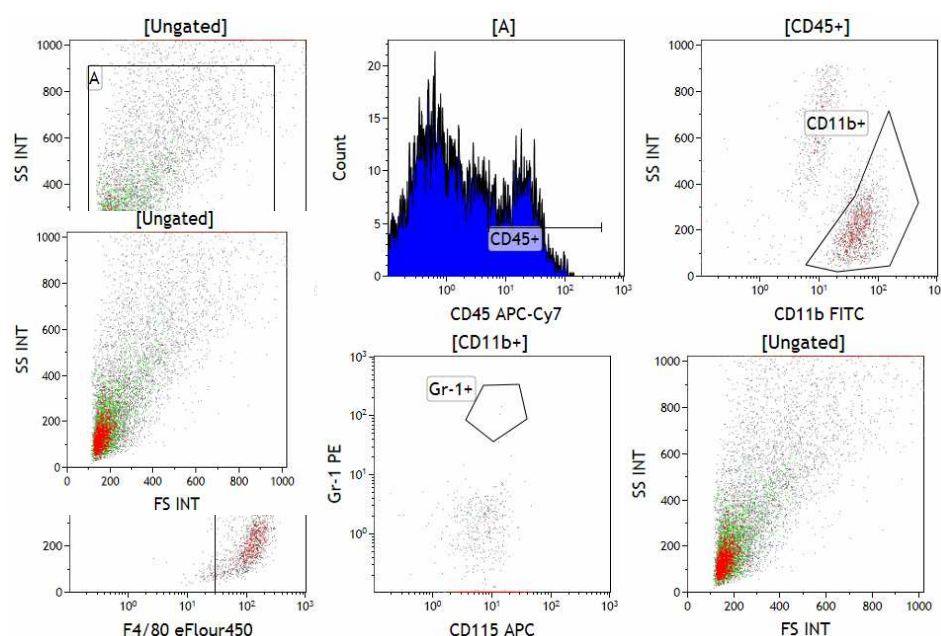 [Ungated]
1000
800
600
400
SS INT
A
[Ungated]
1000
800
600
400
200
0
SS INT
200 400 600 800 1000
FS INT
200
0
10⁰ 10¹ 10² 10³
F4/80 eFlour450
[A]
20
15
10
5
0
Count
CD45+
10⁰ 10¹ 10² 10³
CD45 APC-Cy7
[CD45+]
1000
800
600
400
200
0
SS INT
CD11b+
10⁰ 10¹ 10² 10³
CD11b FITC
[CD11b+]
10³
10²
10¹
10⁰
Gr-1 PE
Gr-1+
10⁰ 10¹ 10² 10³
CD115 APC
[Ungated]
1000
800
600
400
200
0
SS INT
200 400 600 800 1000
FS INT